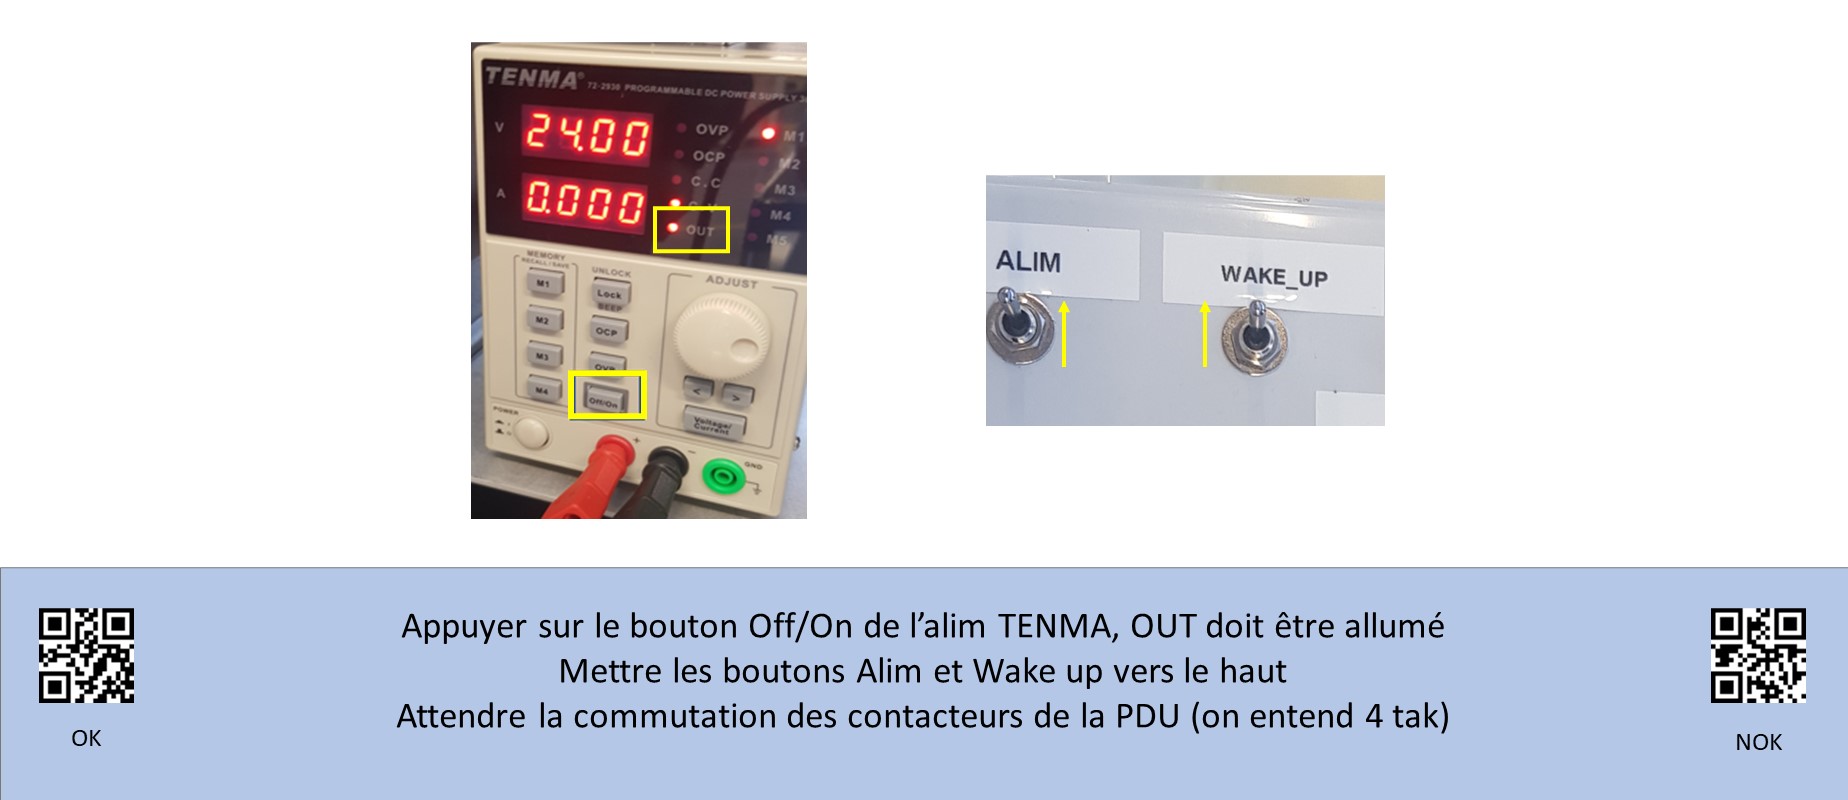 TENMA® 72-2930 PROGRAMMABLE DC POWER SUPPLY
V 24.00
A 0.000
OVP
OCP
C.C
OUT
M1
M2
M3
M4
M5
MEMORY
RECALL/SAVE
M1
M2
M3
M4
UNLOCK
Lock
BEEP
OCP
OVP
Off/On
ADJUST
<
>
Voltage/
Current
POWER
+
-
GND
ALIM
WAKE_UP
Appuyer sur le bouton Off/On de l’alim TENMA, OUT doit être allumé
Mettre les boutons Alim et Wake up vers le haut
Attendre la commutation des contacteurs de la PDU (on entend 4 tak)
OK
NOK